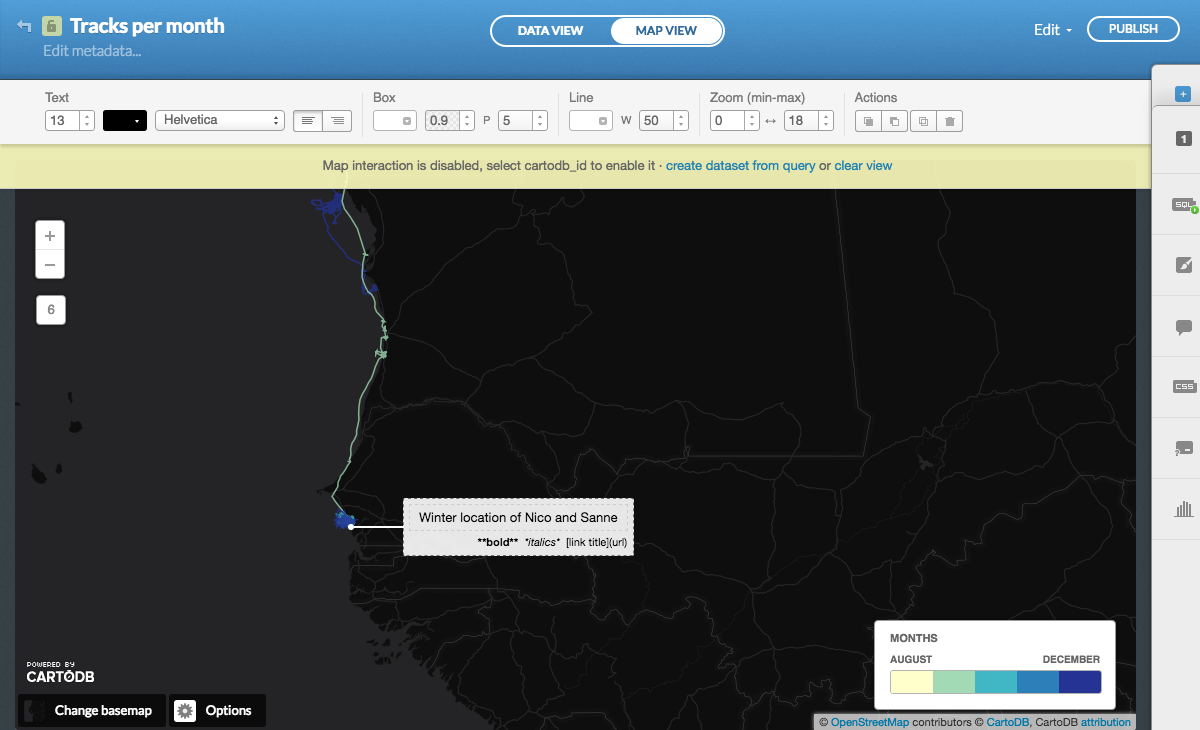 Tracks per month
Edit metadata...
DATA VIEW MAP VIEW
Edit
PUBLISH
Text
13
Helvetica
Box
0.9
P
5
Line
W
50
Zoom (min-max)
0
18
Actions
Map interaction is disabled, select cartodb_id to enable it · create dataset from query or clear view
1
SQL
CSS
+
−
6
Winter location of Nico and Sanne
**bold** *italics* [link title](url)
MONTHS
AUGUST DECEMBER
POWERED BY
CARTODB
Change basemap
Options
© OpenStreetMap contributors © CartoDB, CartoDB attribution